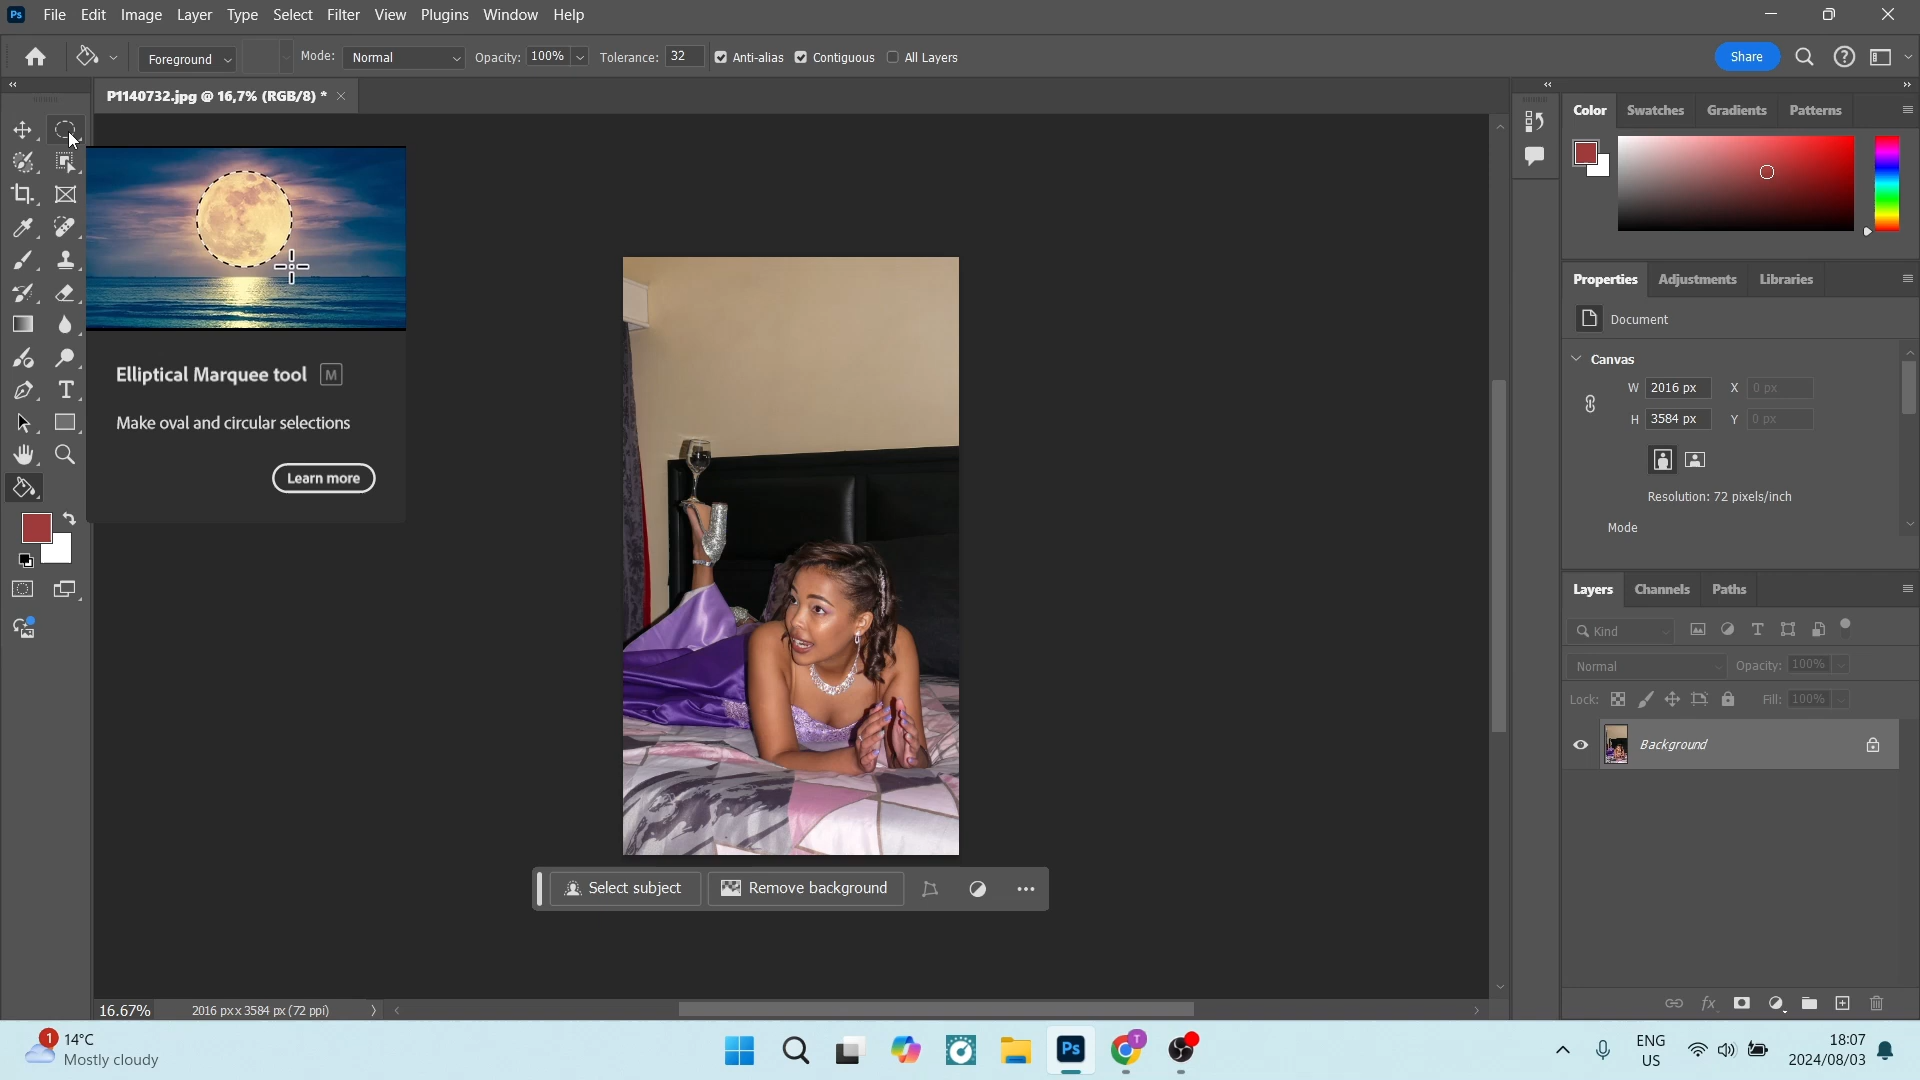 Ps File Edit Image Layer Type Select Filter View Plugins Window Help
Foreground Mode: Normal Opacity: 100% Tolerance: 32 Anti-alias Contiguous All Layers Share
P1140732.jpg @ 16,7% (RGB/8) *
Color Swatches Gradients Patterns
Elliptical Marquee tool M
Make oval and circular selections
Learn more
Properties Adjustments Libraries
Document
Canvas
W 2016 px X 0 px
H 3584 px Y 0 px
Resolution: 72 pixels/inch
Mode
Layers Channels Paths
Kind
Normal Opacity: 100%
Lock: Fill: 100%
Background
Select subject Remove background
16.67% 2016 px x 3584 px (72 ppi)
1 14°C
Mostly cloudy
Ps T
ENG
US
18:07
2024/08/03